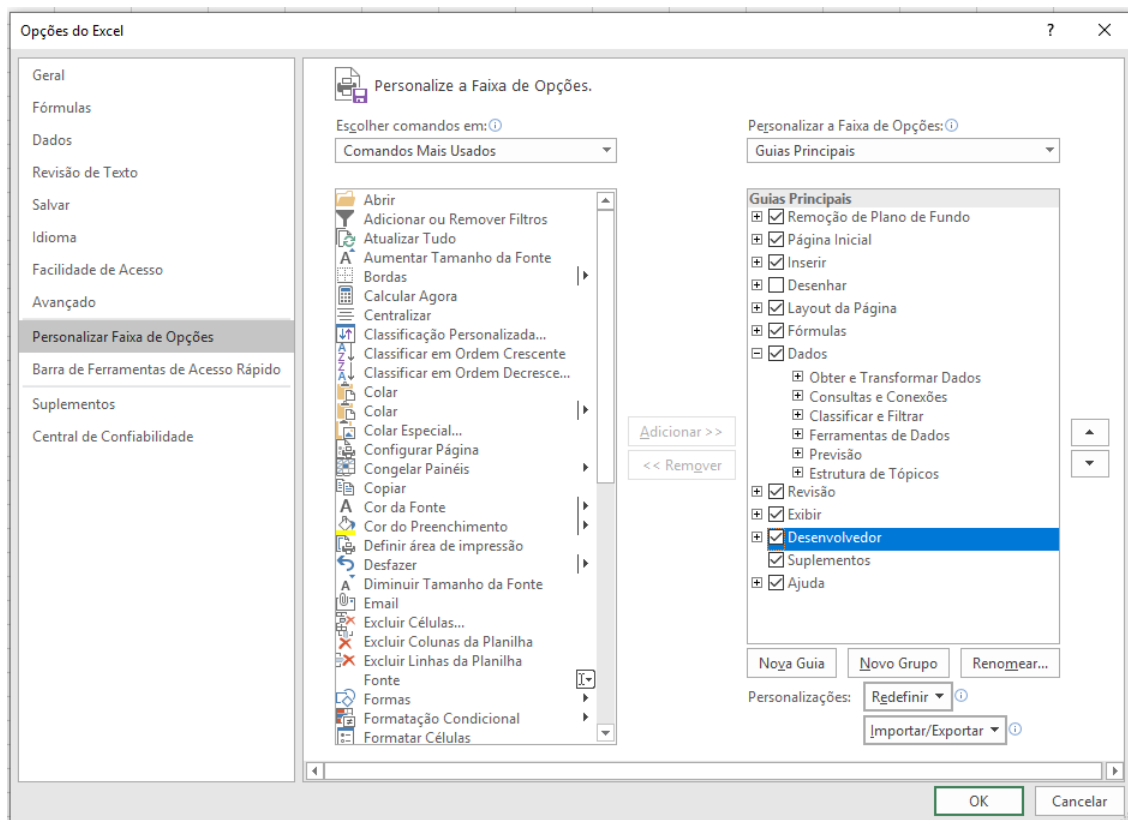 Opções do Excel
?
Geral
Fórmulas
Dados
Revisão de Texto
Salvar
Idioma
Facilidade de Acesso
Avançado
Personalizar Faixa de Opções
Barra de Ferramentas de Acesso Rápido
Suplementos
Central de Confiabilidade
Personalize a Faixa de Opções.
Escolher comandos em:
Comandos Mais Usados
Abrir
Adicionar ou Remover Filtros
Atualizar Tudo
Aumentar Tamanho da Fonte
Bordas
Calcular Agora
Centralizar
Classificação Personalizada...
Classificar em Ordem Crescente
Classificar em Ordem Decresce...
Colar
Colar
Colar Especial...
Configurar Página
Congelar Painéis
Copiar
Cor da Fonte
Cor do Preenchimento
Definir área de impressão
Desfazer
Diminuir Tamanho da Fonte
Email
Excluir Células...
Excluir Colunas da Planilha
Excluir Linhas da Planilha
Fonte
Formas
Formatação Condicional
Formatar Células
Adicionar >>
<< Remover
Personalizar a Faixa de Opções:
Guias Principais
Guias Principais
Remoção de Plano de Fundo
Página Inicial
Inserir
Desenhar
Layout da Página
Fórmulas
Dados
Obter e Transformar Dados
Consultas e Conexões
Classificar e Filtrar
Ferramentas de Dados
Previsão
Estrutura de Tópicos
Revisão
Exibir
Desenvolvedor
Suplementos
Ajuda
Nova Guia Novo Grupo Renomear...
Personalizações: Redefinir
Importar/Exportar
OK Cancelar